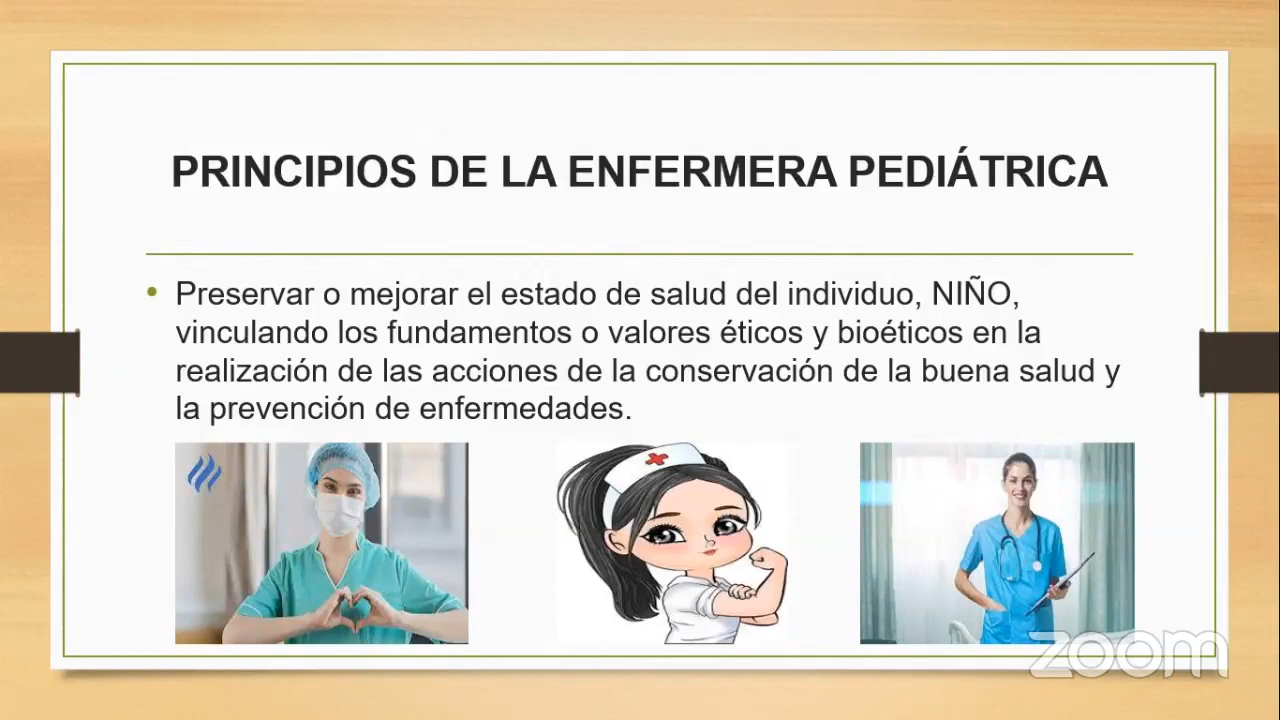 PRINCIPIOS DE LA ENFERMERA PEDIÁTRICA
• Preservar o mejorar el estado de salud del individuo, NIÑO,
vinculando los fundamentos o valores éticos y bioéticos en la
realización de las acciones de la conservación de la buena salud y
la prevención de enfermedades.
zoom